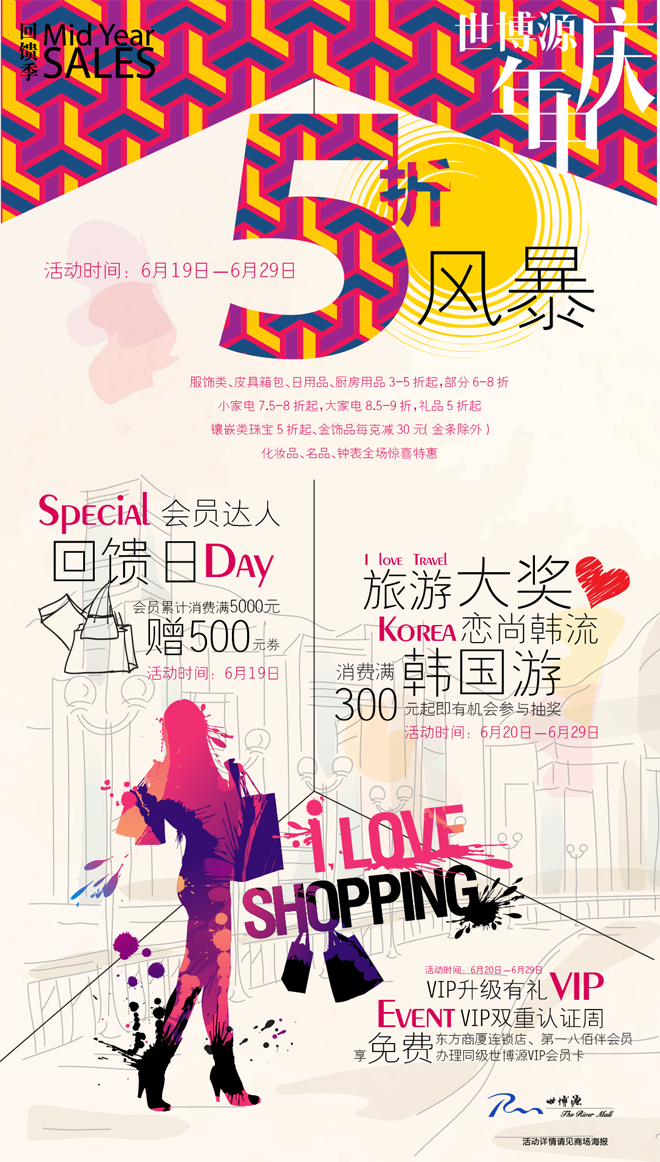 回馈季
Mid Year
SALES
世博源
年中庆
5折
风暴
活动时间：6月19日—6月29日
服饰类、皮具箱包、日用品、厨房用品3-5折起,部分6-8折
小家电7.5-8折起,大家电8.5-9折,礼品5折起
镶嵌类珠宝5折起、金饰品每克减30元(金条除外)
化妆品、名品、钟表全场惊喜特惠
Special 会员达人
回馈日Day
会员累计消费满5000元
赠500元券
活动时间：6月19日
I love Travel
旅游大奖
Korea 恋尚韩流
消费满 韩国游
300 元起即有机会参与抽奖
活动时间：6月20日—6月29日
I LOVE
SHOPPING
活动时间：6月20日—6月29日
VIP升级有礼VIP
Event VIP双重认证周
享免费 东方商厦连锁店、第一八佰伴会员
办理同级世博源VIP会员卡
世博源
The River Mall
活动详情请见商场海报